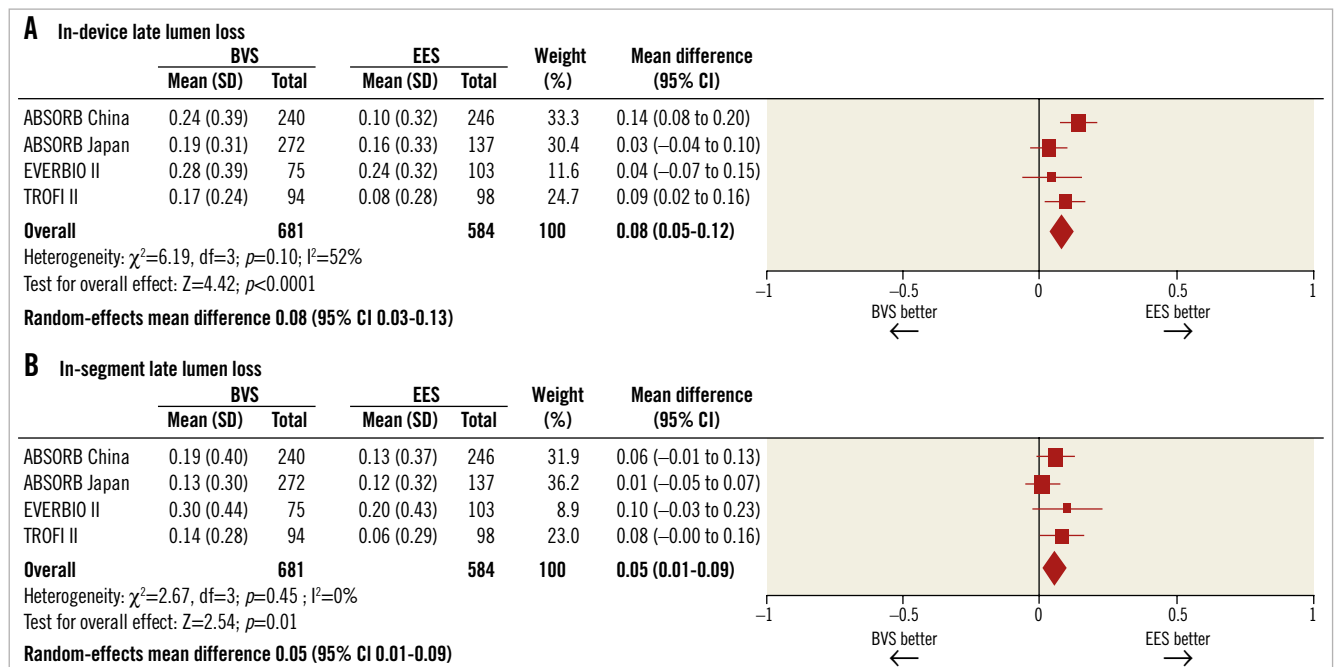 A In-device late lumen loss
BVS EES Weight Mean difference
Mean (SD) Total Mean (SD) Total (%) (95% CI)
ABSORB China 0.24 (0.39) 240 0.10 (0.32) 246 33.3 0.14 (0.08 to 0.20)
ABSORB Japan 0.19 (0.31) 272 0.16 (0.33) 137 30.4 0.03 (–0.04 to 0.10)
EVERBIO II 0.28 (0.39) 75 0.24 (0.32) 103 11.6 0.04 (–0.07 to 0.15)
TROFI II 0.17 (0.24) 94 0.08 (0.28) 98 24.7 0.09 (0.02 to 0.16)
Overall 681 584 100 0.08 (0.05-0.12)
Heterogeneity: χ²=6.19, df=3; p=0.10; I²=52%
Test for overall effect: Z=4.42; p<0.0001
–1 –0.5 0 0.5 1
BVS better EES better
Random-effects mean difference 0.08 (95% CI 0.03-0.13)
B In-segment late lumen loss
BVS EES Weight Mean difference
Mean (SD) Total Mean (SD) Total (%) (95% CI)
ABSORB China 0.19 (0.40) 240 0.13 (0.37) 246 31.9 0.06 (–0.01 to 0.13)
ABSORB Japan 0.13 (0.30) 272 0.12 (0.32) 137 36.2 0.01 (–0.05 to 0.07)
EVERBIO II 0.30 (0.44) 75 0.20 (0.43) 103 8.9 0.10 (–0.03 to 0.23)
TROFI II 0.14 (0.28) 94 0.06 (0.29) 98 23.0 0.08 (–0.00 to 0.16)
Overall 681 584 100 0.05 (0.01-0.09)
Heterogeneity: χ²=2.67, df=3; p=0.45 ; I²=0%
Test for overall effect: Z=2.54; p=0.01
–1 –0.5 0 0.5 1
BVS better EES better
Random-effects mean difference 0.05 (95% CI 0.01-0.09)